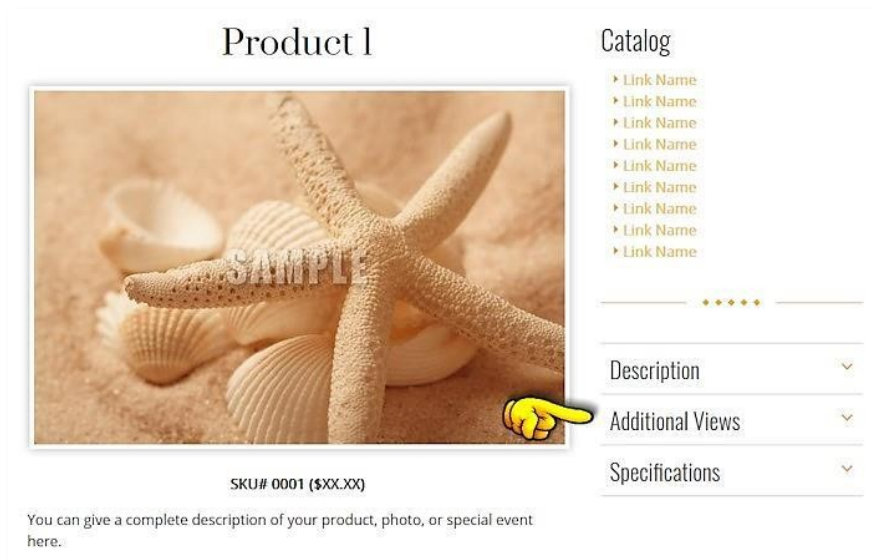 Product 1
SAMPLE
SKU# 0001 ($XX.XX)
You can give a complete description of your product, photo, or special event
here.
Catalog
Link Name
Link Name
Link Name
Link Name
Link Name
Link Name
Link Name
Link Name
Link Name
Description
Additional Views
Specifications